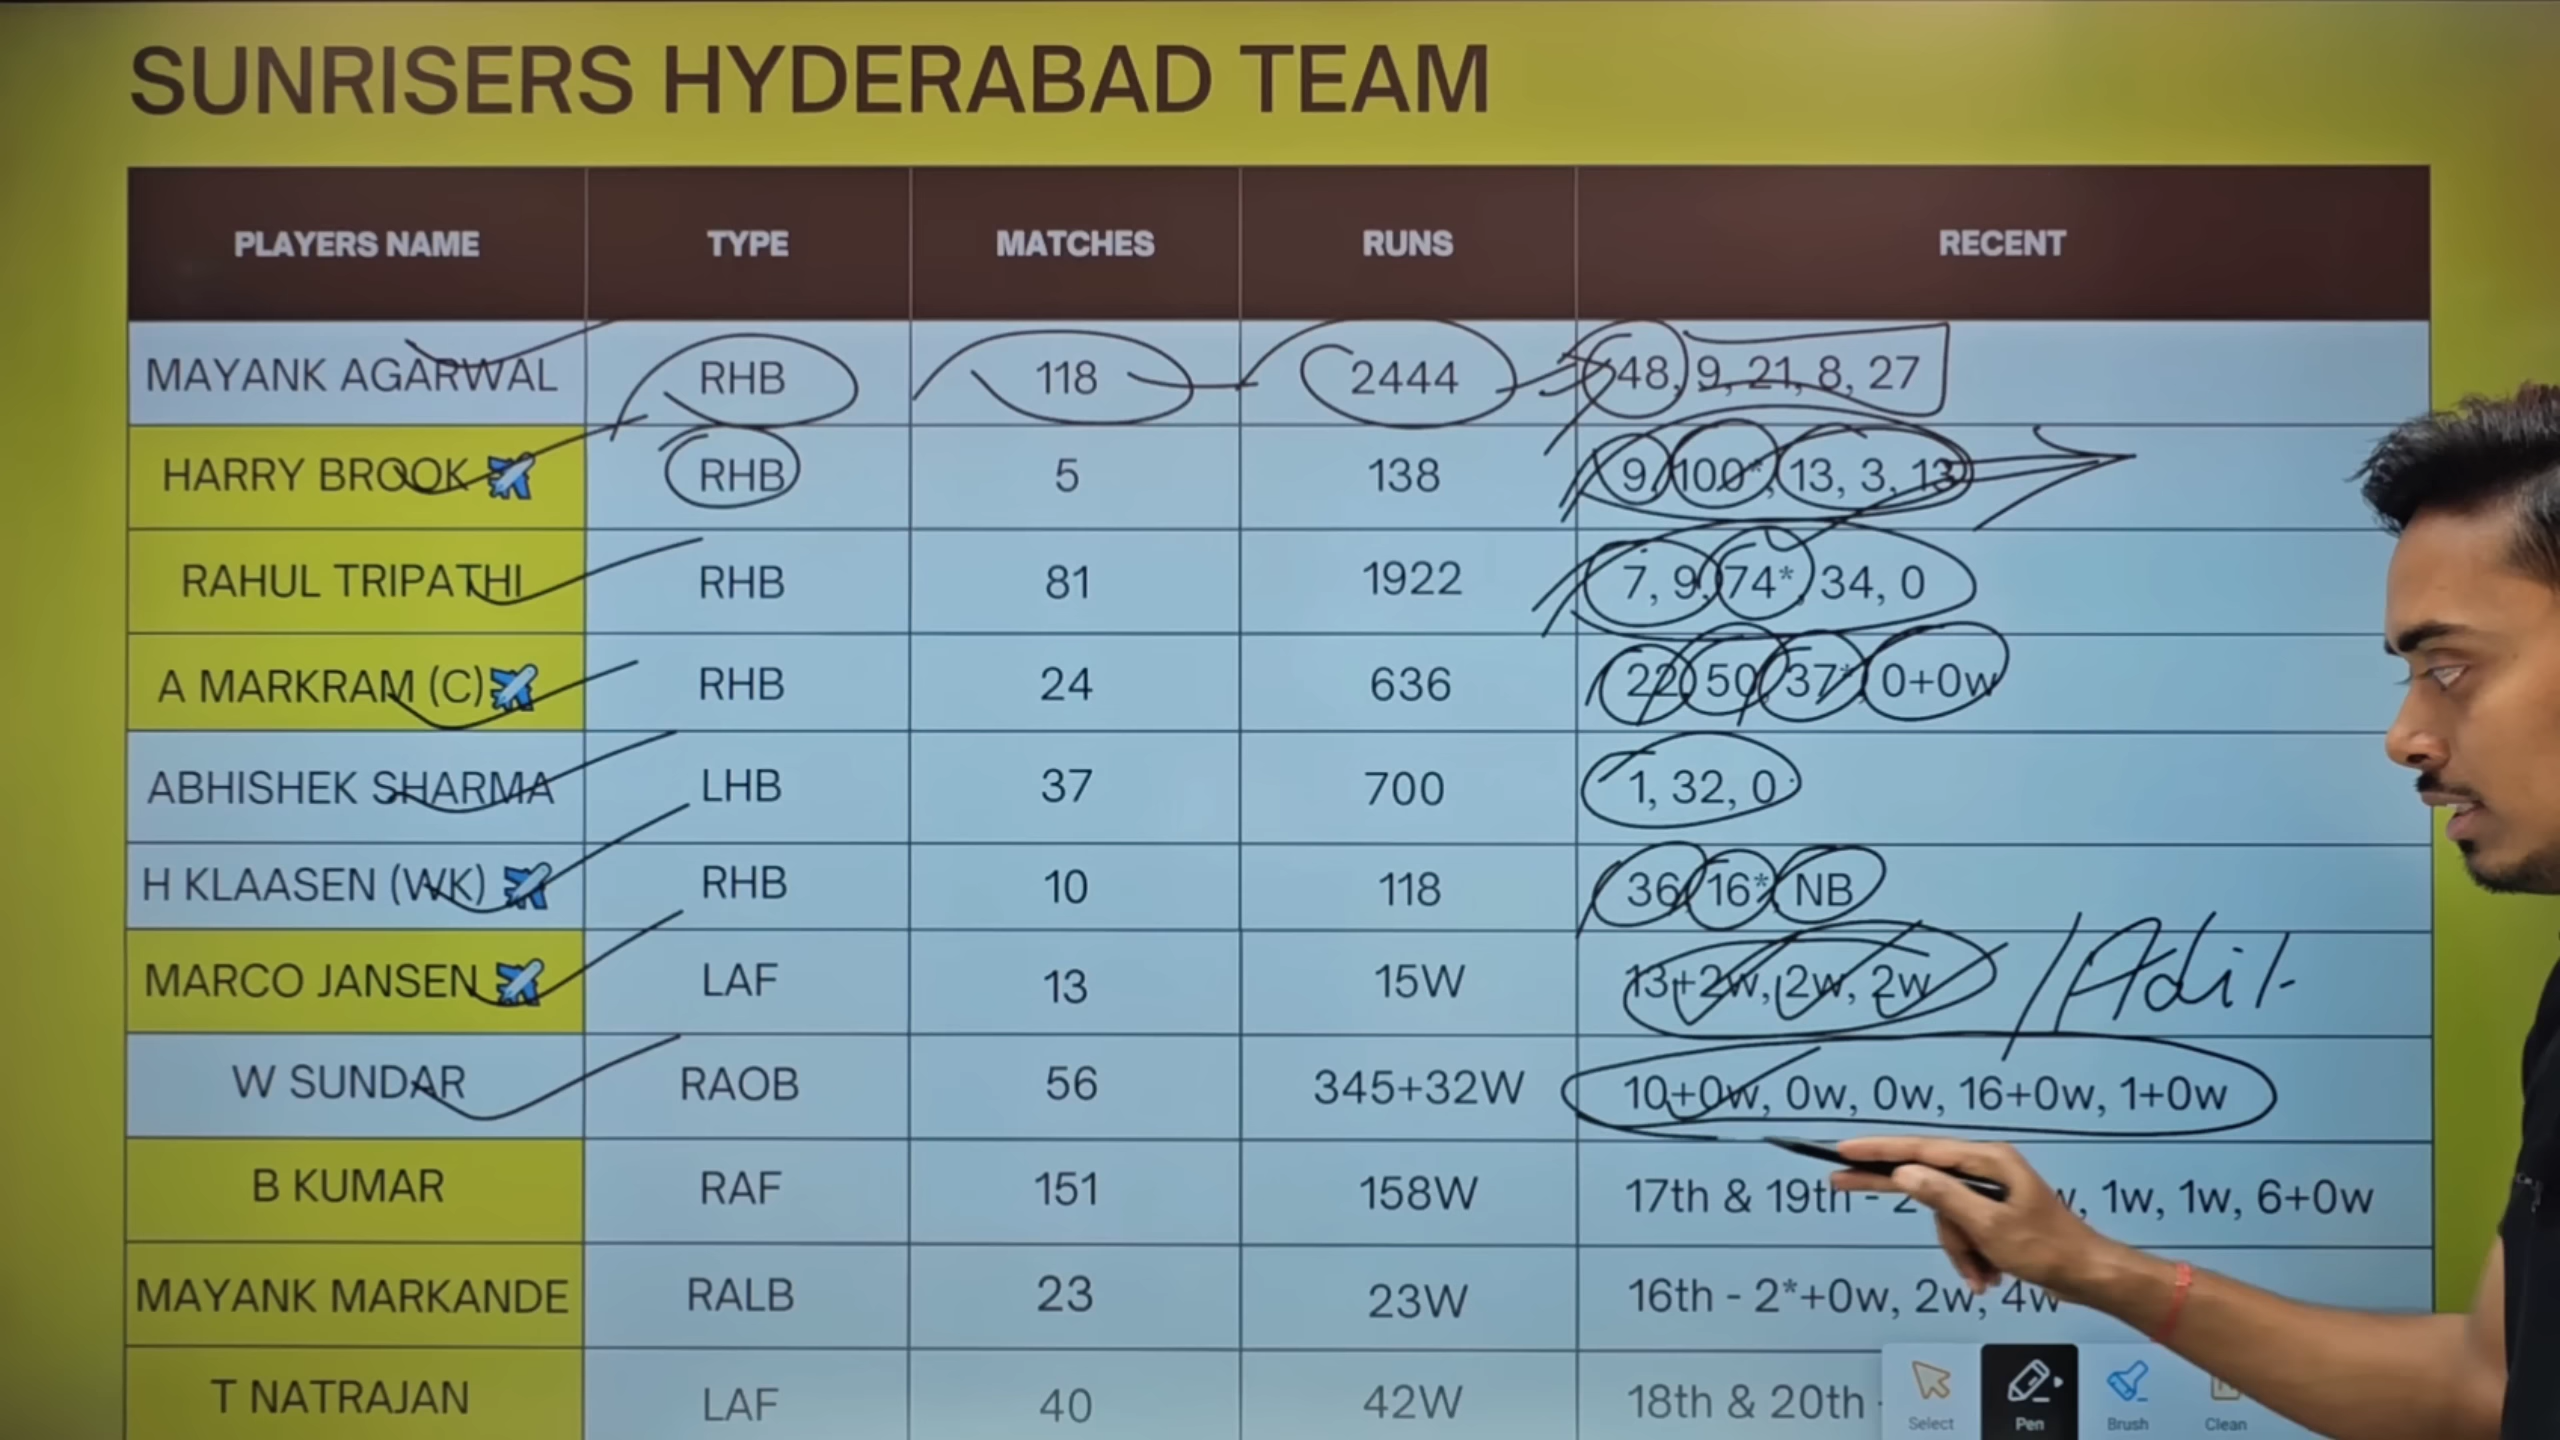 SUNRISERS HYDERABAD TEAM
PLAYERS NAME TYPE MATCHES RUNS RECENT
MAYANK AGARWAL RHB 118 2444 48, 9, 21, 8, 27
HARRY BROOK RHB 5 138 9, 100*, 13, 3, 13
RAHUL TRIPATHI RHB 81 1922 7, 9, 74*, 34, 0
A MARKRAM (C) RHB 24 636 22, 50, 37*, 0+0w
ABHISHEK SHARMA LHB 37 700 1, 32, 0
H KLAASEN (WK) RHB 10 118 36, 16*, NB
MARCO JANSEN LAF 13 15W 13+2w, 2w, 2w /Adil
W SUNDAR RAOB 56 345+32W 10+0w, 0w, 0w, 16+0w, 1+0w
B KUMAR RAF 151 158W 17th & 19th - 1w, 1w, 6+0w
MAYANK MARKANDE RALB 23 23W 16th - 2*+0w, 2w, 4w
T NATRAJAN LAF 40 42W 18th & 20th
Select Pen Brush Clean